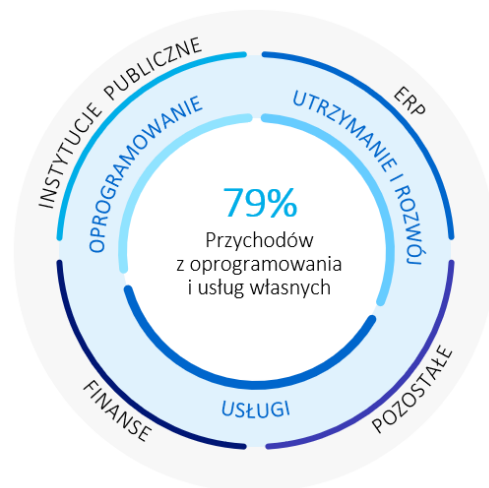 INSTYTUCJE PUBLICZNE
ERP
OPROGRAMOWANIE
UTRZYMANIE I ROZWÓJ
79%
Przychodów
z oprogramowania
i usług własnych
USŁUGI
FINANSE
POZOSTAŁE